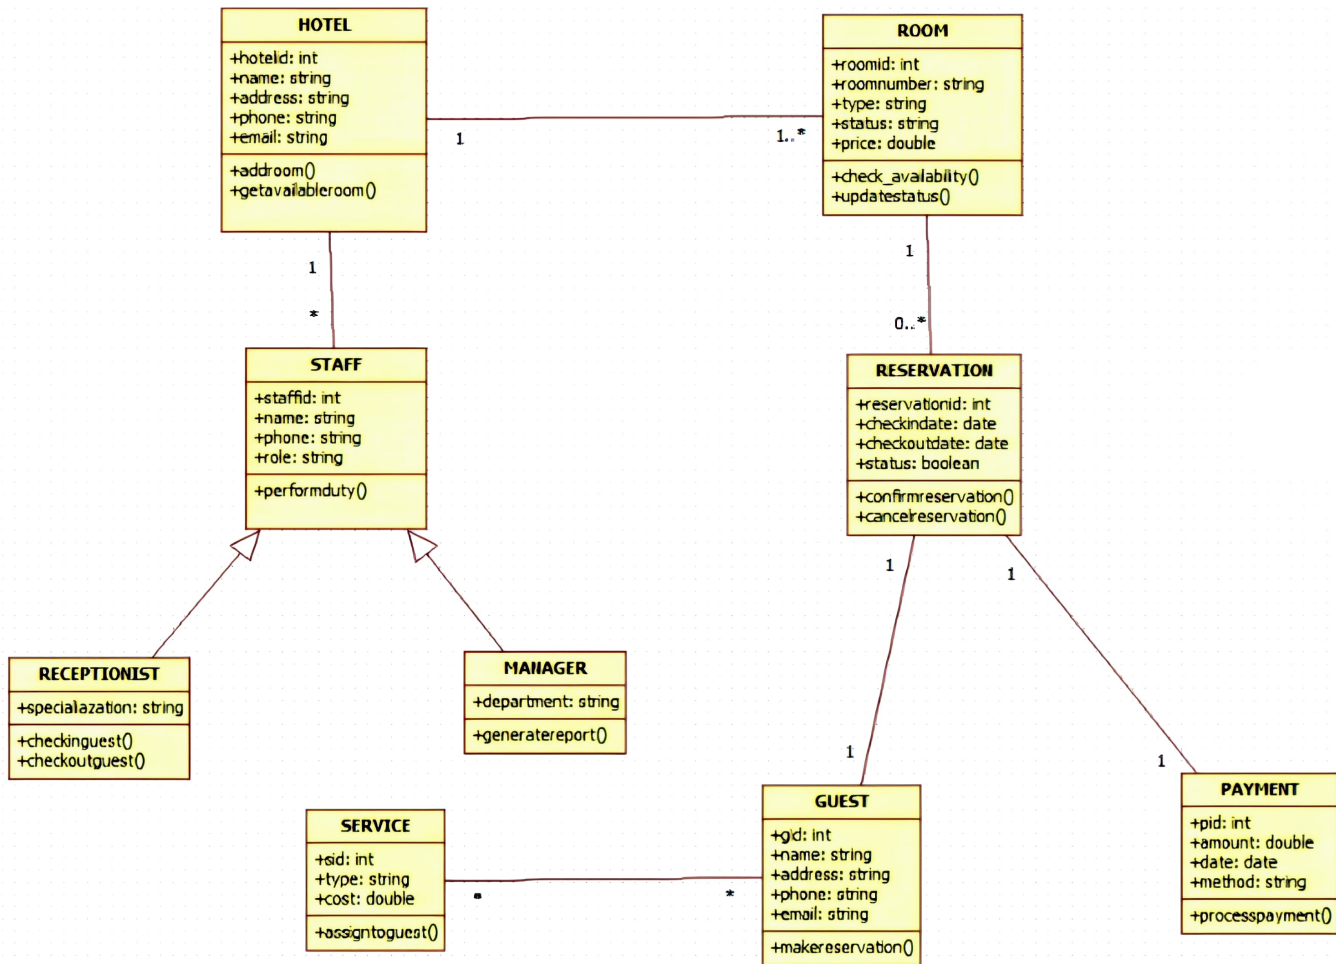 HOTEL
+hotelid: int
+name: string
+address: string
+phone: string
+email: string
+addroom()
+getavailableroom()
ROOM
+roomid: int
+roomnumber: string
+type: string
+status: string
+price: double
+check_availability()
+updatestatus()
1
1..*
1
*
1
0..*
STAFF
+staffid: int
+name: string
+phone: string
+role: string
+performduty()
RESERVATION
+reservationid: int
+checkindate: date
+checkoutdate: date
+status: boolean
+confirmreservation()
+cancelreservation()
1
1
1
1
RECEPTIONIST
+specialazation: string
+checkinguest()
+checkoutguest()
MANAGER
+department: string
+generatereport()
SERVICE
+sid: int
+type: string
+cost: double
+assigntoguest()
*
*
GUEST
+gid: int
+name: string
+address: string
+phone: string
+email: string
+makereservation()
PAYMENT
+pid: int
+amount: double
+date: date
+method: string
+processpayment()